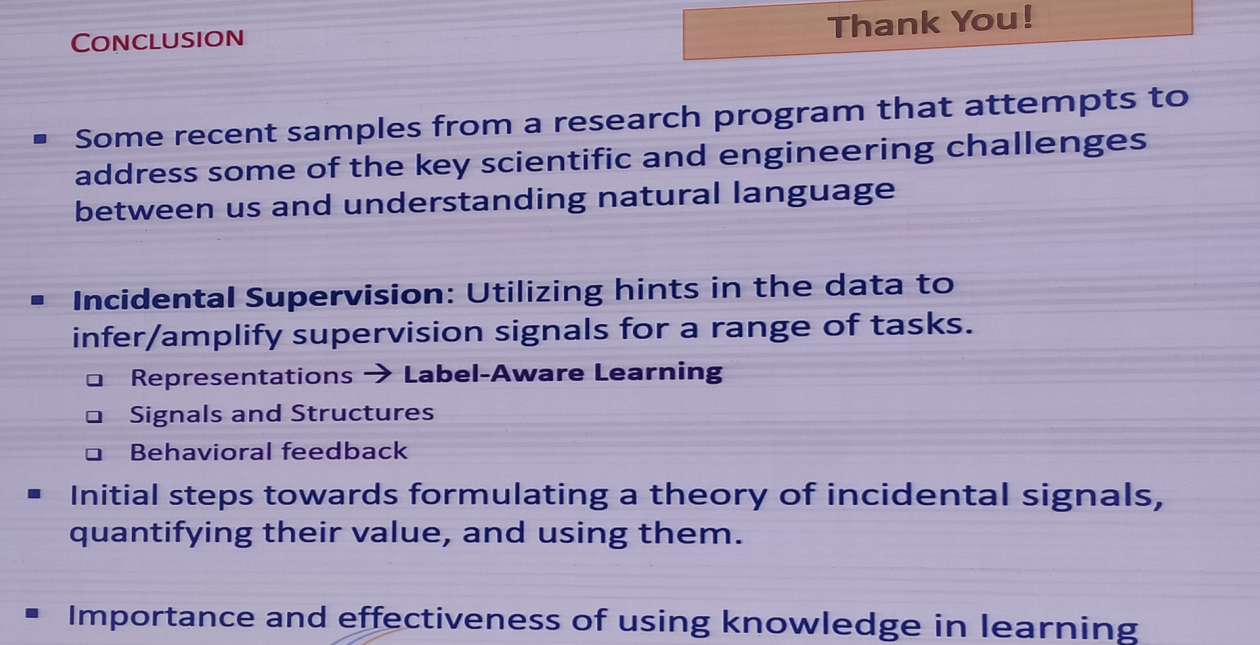 CONCLUSION
Thank You!
▪ Some recent samples from a research program that attempts to
address some of the key scientific and engineering challenges
between us and understanding natural language
▪ Incidental Supervision: Utilizing hints in the data to
infer/amplify supervision signals for a range of tasks.
❑ Representations → Label-Aware Learning
❑ Signals and Structures
❑ Behavioral feedback
▪ Initial steps towards formulating a theory of incidental signals,
quantifying their value, and using them.
▪ Importance and effectiveness of using knowledge in learning